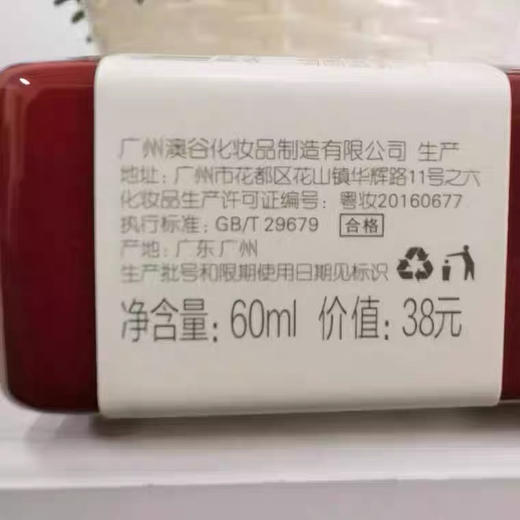 广州澳谷化妆品制造有限公司 生产
地址: 广州市花都区花山镇华辉路11号之六
化妆品生产许可证编号: 粤妆20160677
执行标准: GB/T 29679 合格
产地: 广东 广州
生产批号和限期使用日期见标识
净含量: 60ml 价值: 38元